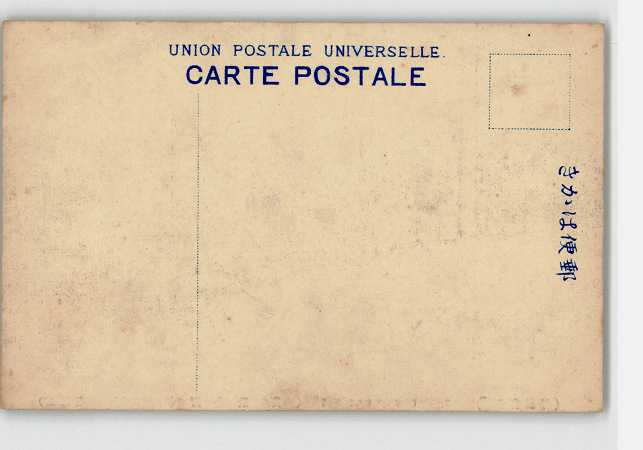 UNION POSTALE UNIVERSELLE.
CARTE POSTALE
郵便はがき